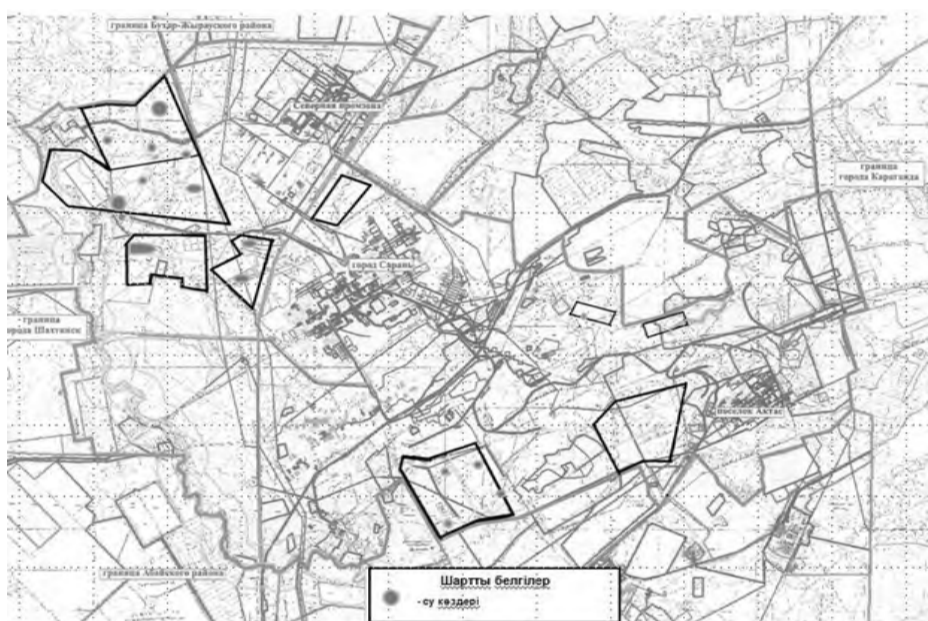 граница Бухар-Жырауского района
Северная промзона
граница
города Караганда
город Сарань
- граница
города Шахтинск
поселок Актас
граница Абайского района
Шартты белгілер
- су көздері